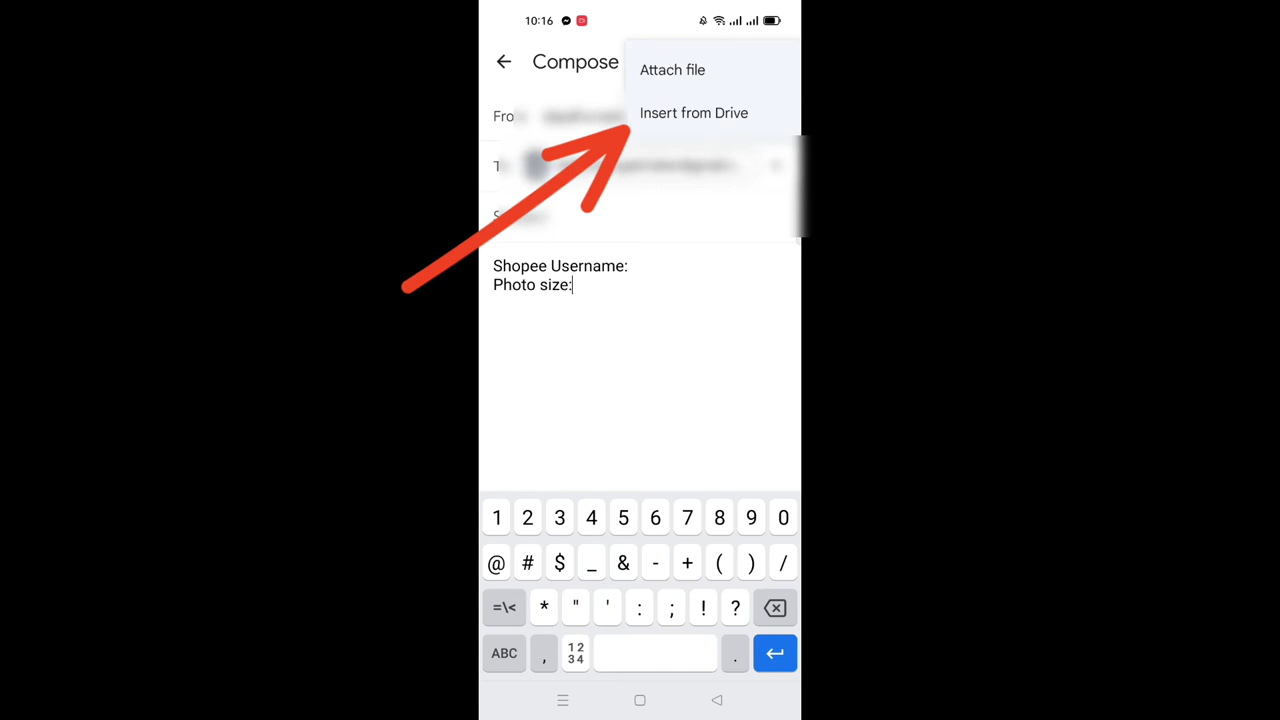 10:16
Compose
Attach file
Insert from Drive
Fro
T
S
Shopee Username:
Photo size:
1 2 3 4 5 6 7 8 9 0
@ # $ _ & - + ( ) /
=\< * " ' : ; ! ?
ABC , 12 34 .